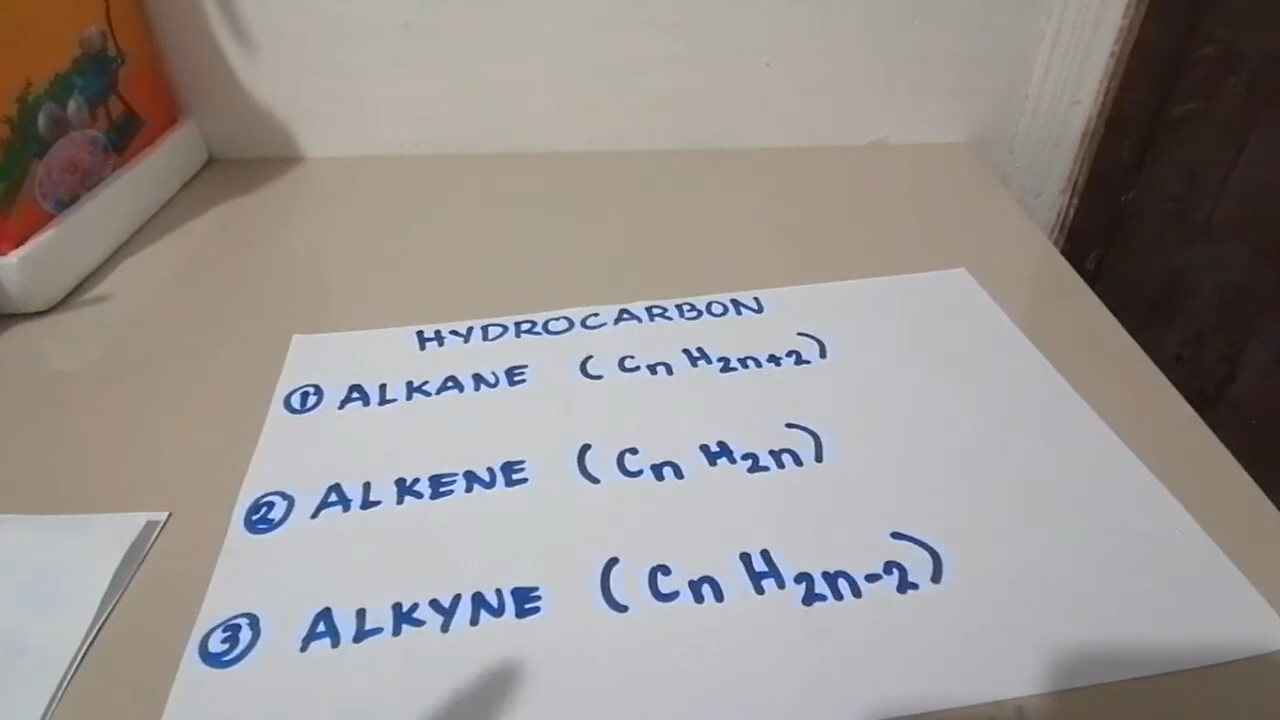 HYDROCARBON
① ALKANE (CnH2n+2)
② ALKENE (CnH2n)
③ ALKYNE (CnH2n-2)